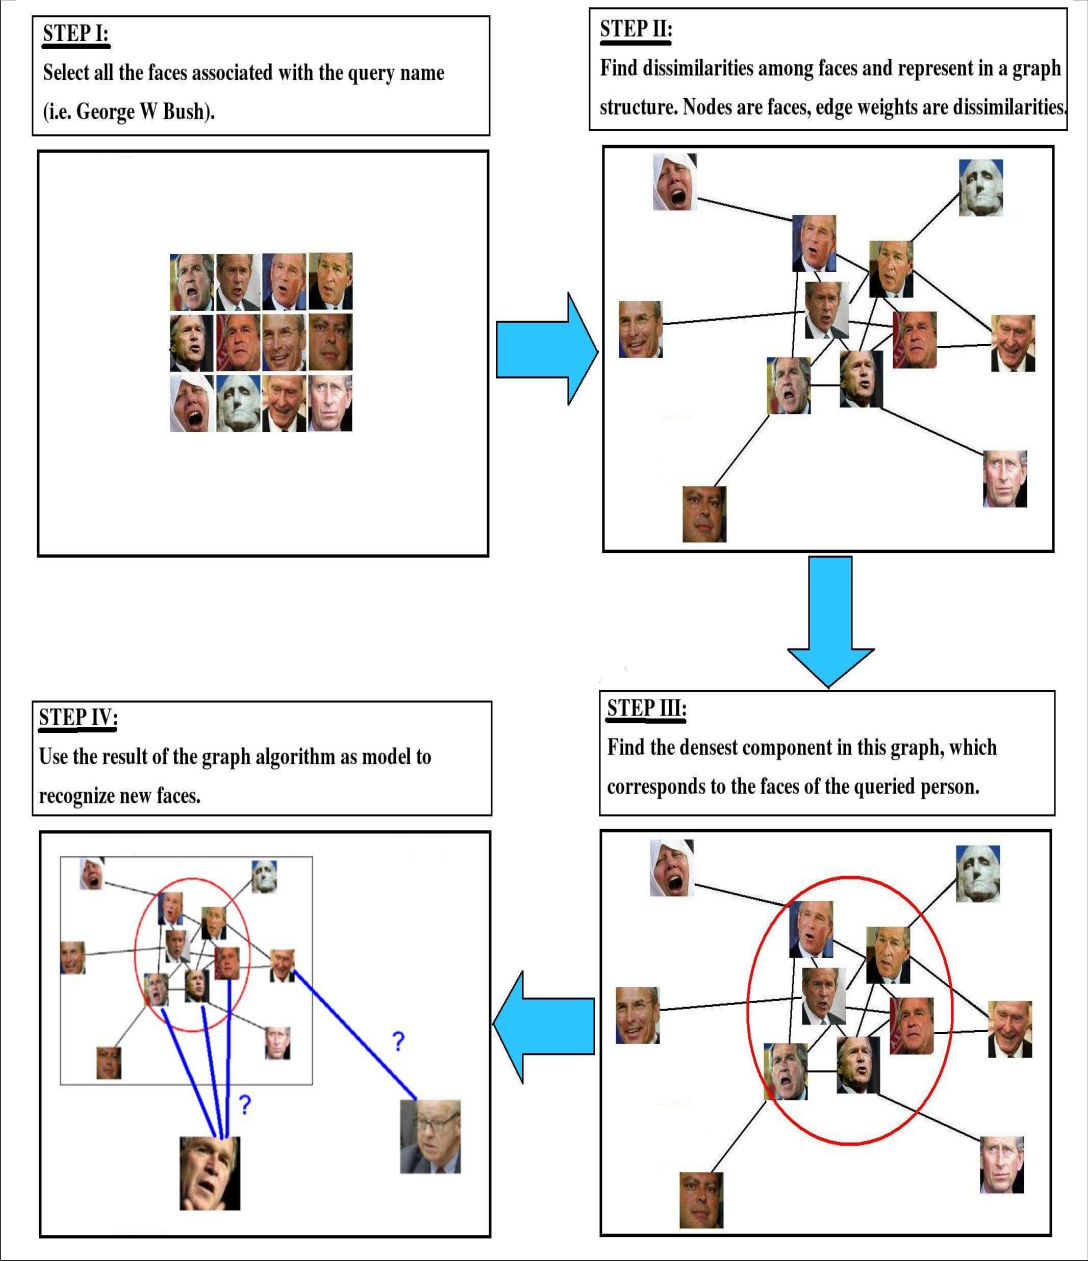 STEP I:
Select all the faces associated with the query name
(i.e. George W Bush).
STEP II:
Find dissimilarities among faces and represent in a graph
structure. Nodes are faces, edge weights are dissimilarities.
STEP III:
Find the densest component in this graph, which
corresponds to the faces of the queried person.
STEP IV:
Use the result of the graph algorithm as model to
recognize new faces.
?
?